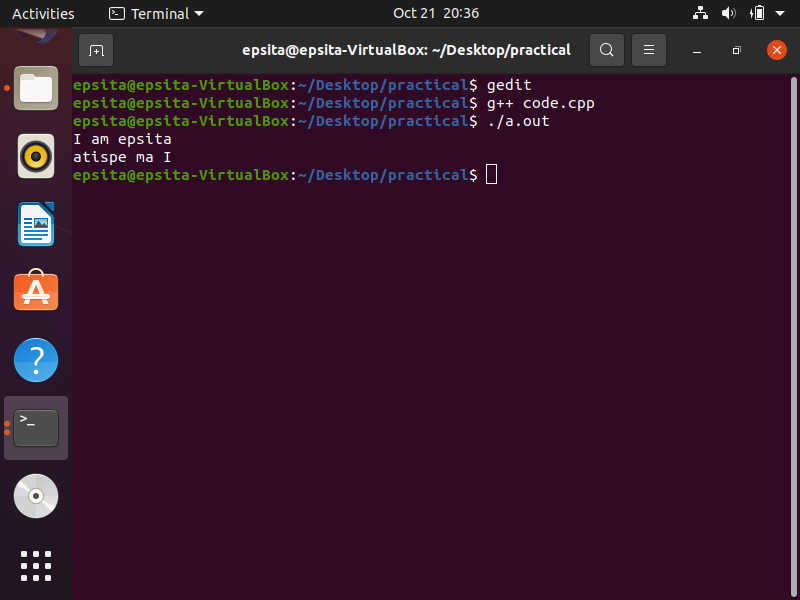 Activities Terminal Oct 21 20:36
epsita@epsita-VirtualBox: ~/Desktop/practical
epsita@epsita-VirtualBox:~/Desktop/practical$ gedit
epsita@epsita-VirtualBox:~/Desktop/practical$ g++ code.cpp
epsita@epsita-VirtualBox:~/Desktop/practical$ ./a.out
I am epsita
atispe ma I
epsita@epsita-VirtualBox:~/Desktop/practical$